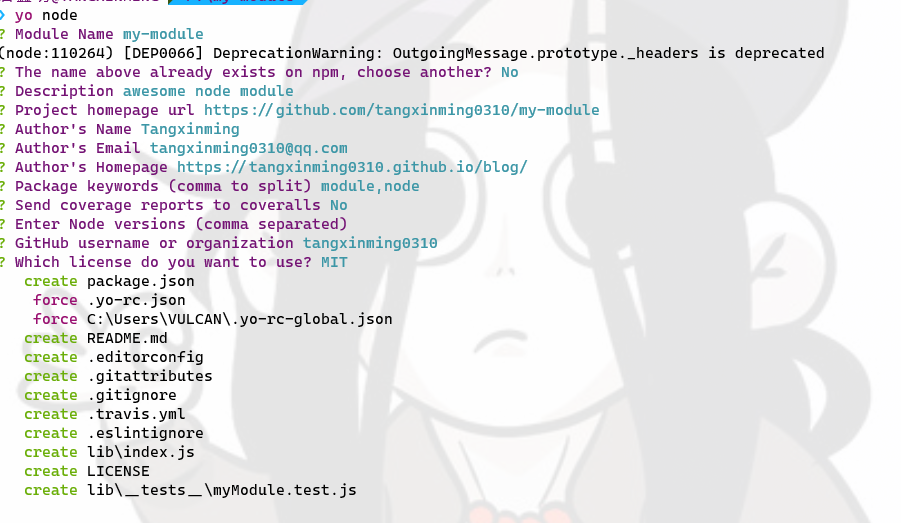 ❯ yo node
? Module Name my-module
(node:110264) [DEP0066] DeprecationWarning: OutgoingMessage.prototype._headers is deprecated
? The name above already exists on npm, choose another? No
? Description awesome node module
? Project homepage url https://github.com/tangxinming0310/my-module
? Author's Name Tangxinming
? Author's Email tangxinming0310@qq.com
? Author's Homepage https://tangxinming0310.github.io/blog/
? Package keywords (comma to split) module,node
? Send coverage reports to coveralls No
? Enter Node versions (comma separated)
? GitHub username or organization tangxinming0310
? Which license do you want to use? MIT
create package.json
force .yo-rc.json
force C:\Users\VULCAN\.yo-rc-global.json
create README.md
create .editorconfig
create .gitattributes
create .gitignore
create .travis.yml
create .eslintignore
create lib\index.js
create LICENSE
create lib\__tests__\myModule.test.js